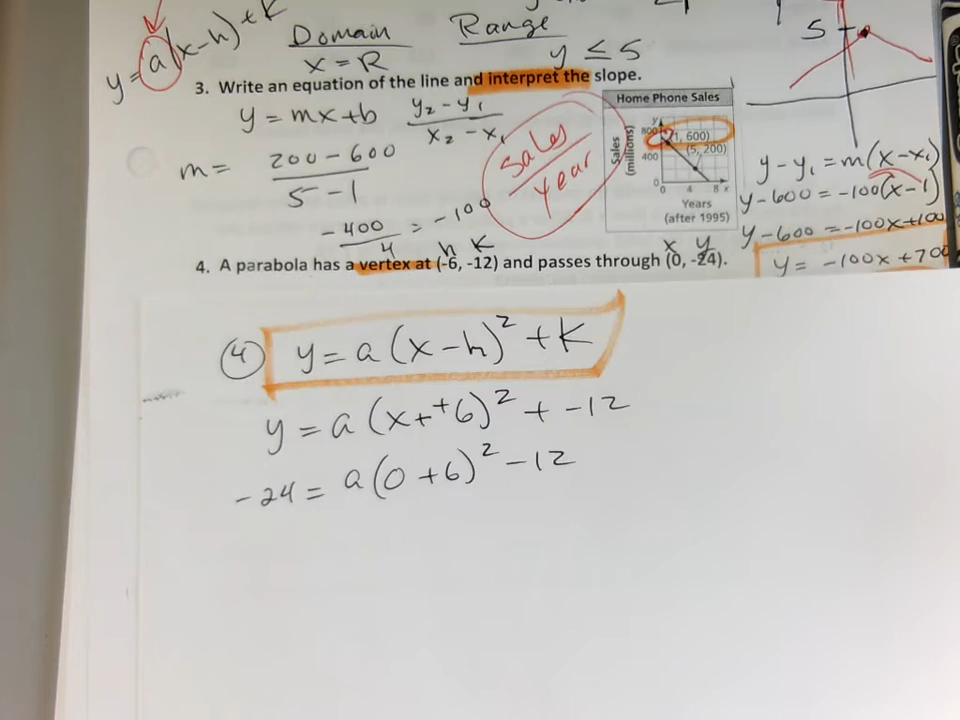 y = a(x-h) + K
Domain
Range
x = R
y ≤ 5
5
3. Write an equation of the line and interpret the slope.
y = mx+b
y₂ - y₁
x₂ - x₁
m =
200 - 600
5 - 1
-400
4
= -100
Sales
Year
Home Phone Sales
Sales
(millions)
y
800
400
0
(1, 600)
(5, 200)
0 4 8 x
Years
(after 1995)
y - y₁ = m(x - x₁)
y-600 = -100(x-1)
y-600 = -100x+100
y = -100x+700
h K
x y
4. A parabola has a vertex at (-6, -12) and passes through (0, -24).
4 y = a(x-h)² + K
y = a(x++6)² + -12
-24 = a(0+6)² -12